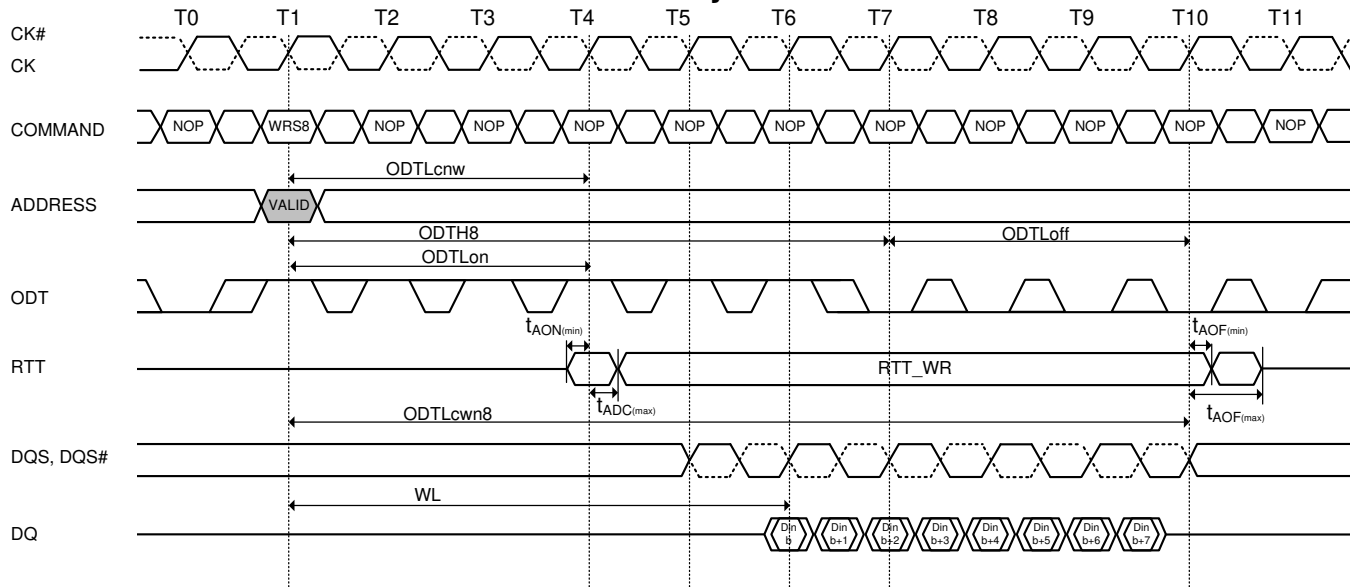 T0 T1 T2 T3 T4 T5 T6 T7 T8 T9 T10 T11
CK#
CK
COMMAND NOP WRS8 NOP NOP NOP NOP NOP NOP NOP NOP NOP NOP
ODTLcnw
ADDRESS VALID
ODTH8 ODTLoff
ODTLon
ODT
tAON(min) tAOF(min)
RTT RTT_WR
tADC(max) tAOF(max)
ODTLcwn8
DQS, DQS#
WL
DQ Din b Din b+1 Din b+2 Din b+3 Din b+4 Din b+5 Din b+6 Din b+7